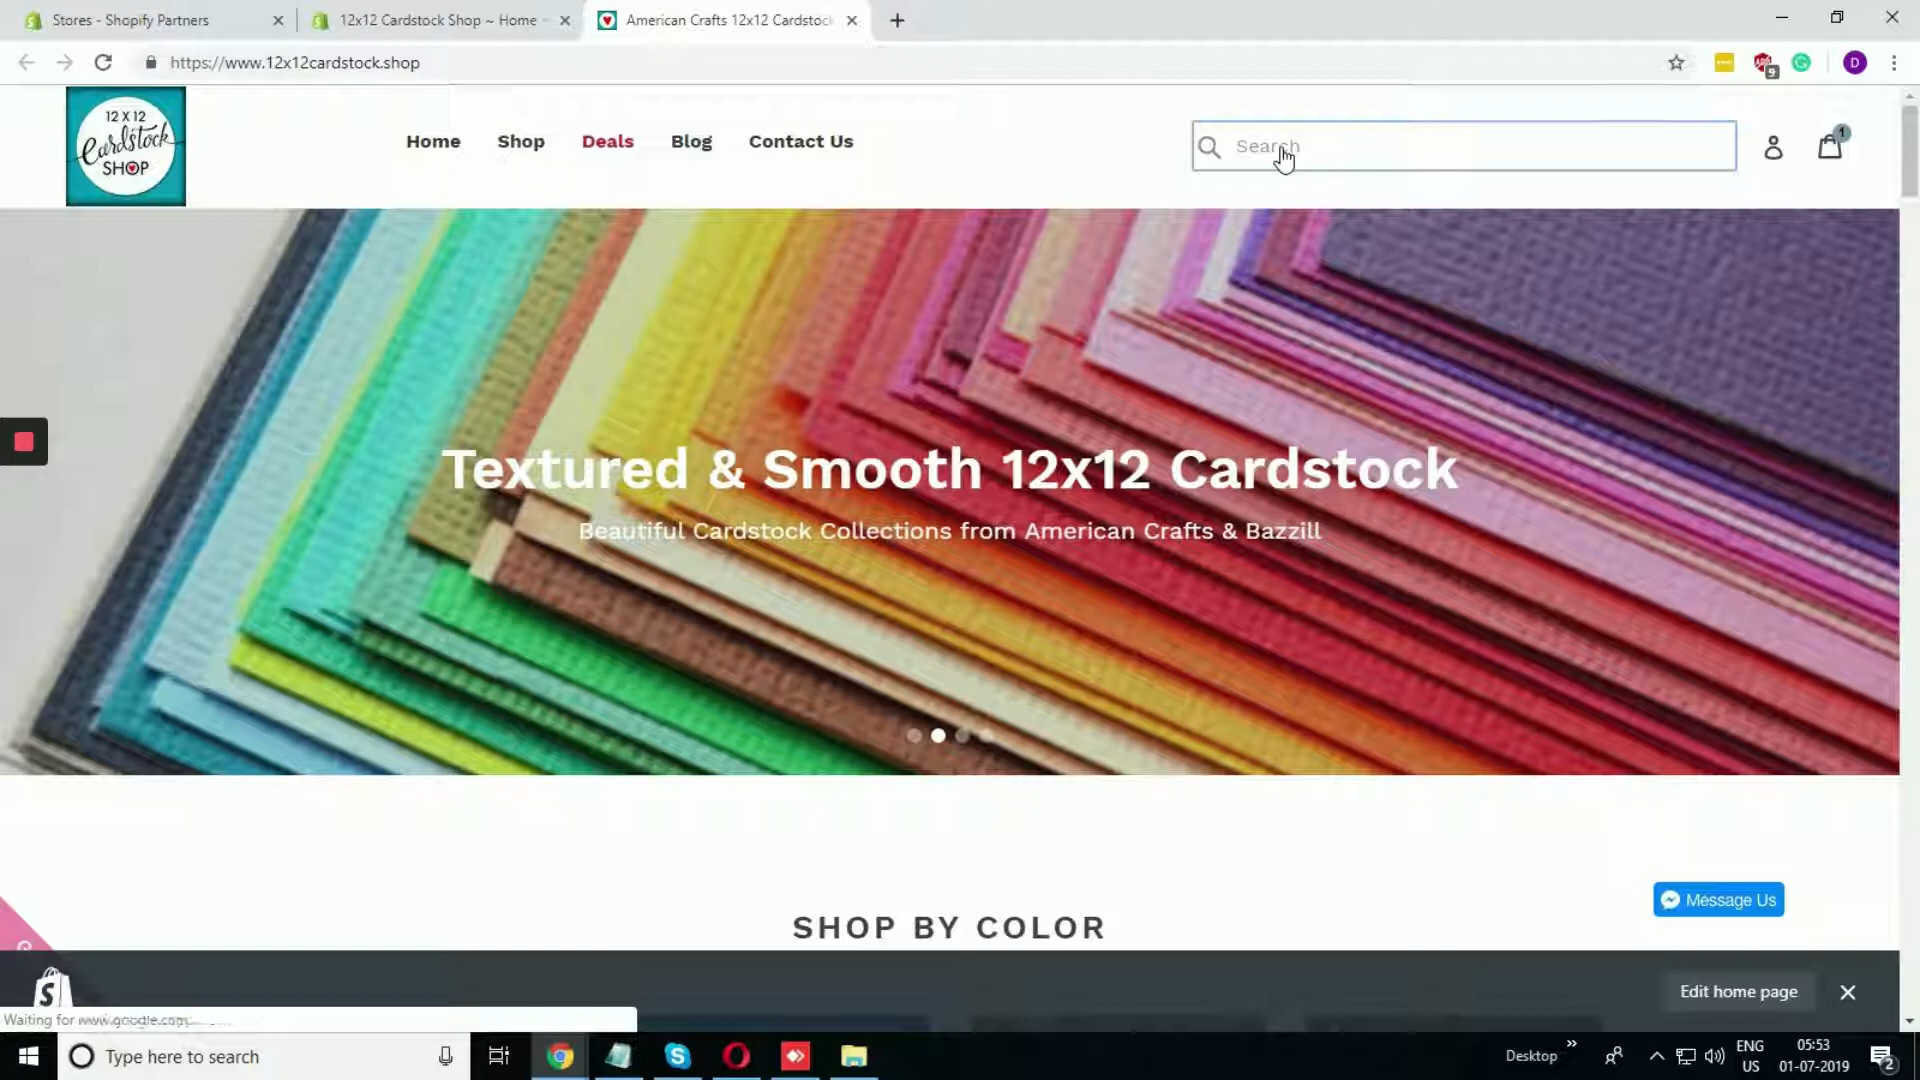 Stores - Shopify Partners
12x12 Cardstock Shop ~ Home
American Crafts 12x12 Cardstock
https://www.12x12cardstock.shop
9
D
12 X 12
Cardstock
SHOP
Home
Shop
Deals
Blog
Contact Us
Search
1
Textured & Smooth 12x12 Cardstock
Beautiful Cardstock Collections from American Crafts & Bazzill
Message Us
SHOP BY COLOR
Edit home page
Waiting for www.google.com...
Type here to search
Desktop
ENG
US
05:53
01-07-2019
2